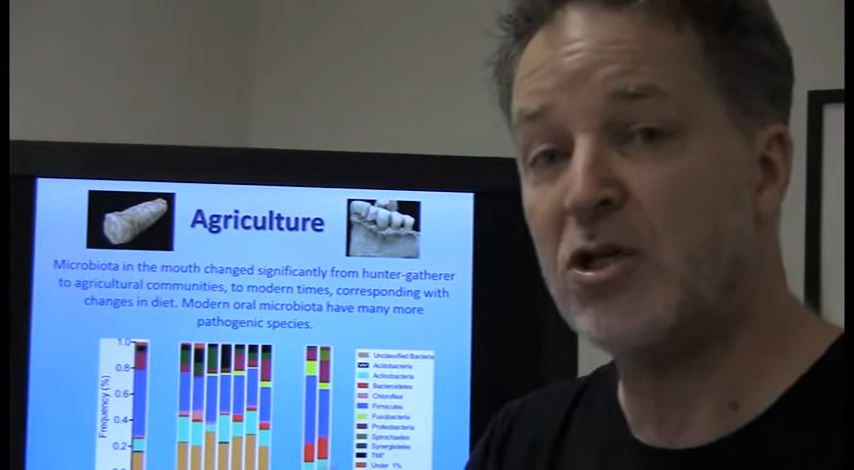 Agriculture
Microbiota in the mouth changed significantly from hunter-gatherer
to agricultural communities, to modern times, corresponding with
changes in diet. Modern oral microbiota have many more
pathogenic species.
Frequency (%)
1.0
0.8
0.6
0.4
0.2
Unclassified Bacteria
Acidobacteria
Actinobacteria
Bacteroidetes
Chloroflexi
Firmicutes
Fusobacteria
Proteobacteria
Spirochaetes
Synergistetes
TM7
Under 1%